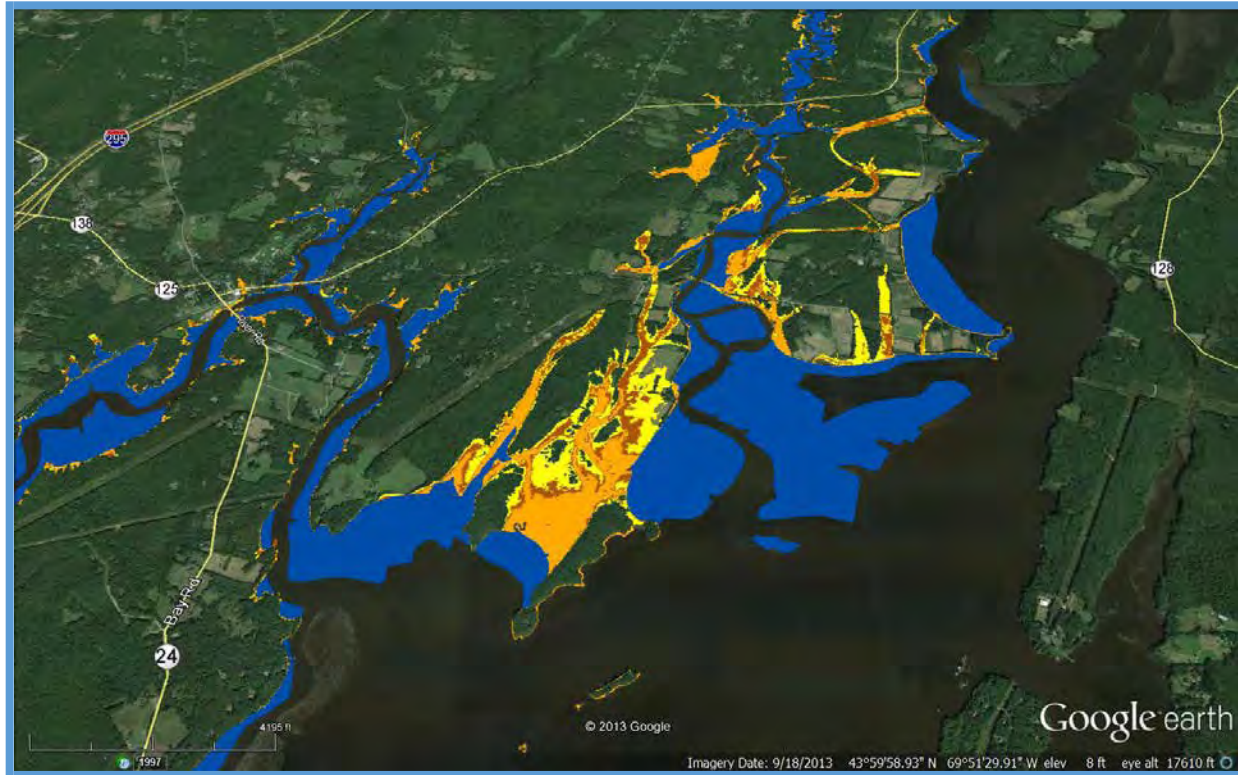 295
138
125
128
Bay Rd
24
4195 ft
1997
© 2013 Google
Google earth
Imagery Date: 9/18/2013 43°59'58.93" N 69°51'29.91" W elev 8 ft eye alt 17610 ft